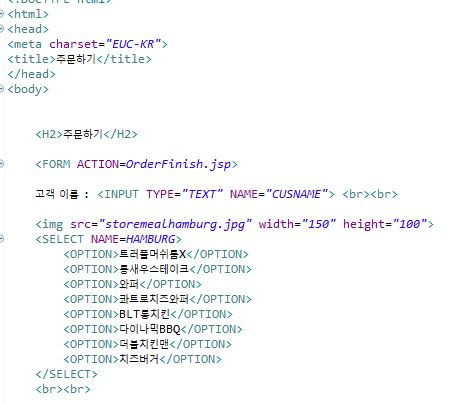 <!DOCTYPE html>
<html>
<head>
<meta charset="EUC-KR">
<title>주문하기</title>
</head>
<body>
<H2>주문하기</H2>
<FORM ACTION=OrderFinish.jsp>
고객 이름 : <INPUT TYPE="TEXT" NAME="CUSNAME"> <br><br>
<img src="storemealhamburg.jpg" width="150" height="100">
<SELECT NAME=HAMBURG>
<OPTION>트러플머쉬룸X</OPTION>
<OPTION>통새우스테이크</OPTION>
<OPTION>와퍼</OPTION>
<OPTION>콰트로치즈와퍼</OPTION>
<OPTION>BLT롱치킨</OPTION>
<OPTION>다이나믹BBQ</OPTION>
<OPTION>더블치킨맨</OPTION>
<OPTION>치즈버거</OPTION>
</SELECT>
<br><br>